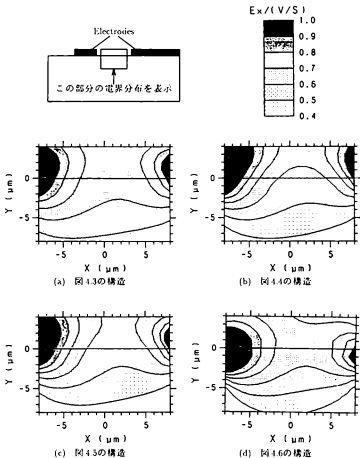 Electrodes
この部分の電界分布を表示
Ex/(V/S)
1.0
0.9
0.8
0.7
0.6
0.5
0.4
Y (μm)
0
-5
-5 0 5
X (μm)
(a) 図4.3の構造
Y (μm)
0
-5
-5 0 5
X (μm)
(b) 図4.4の構造
Y (μm)
0
-5
-5 0 5
X (μm)
(c) 図4.5の構造
Y (μm)
0
-5
-5 0 5
X (μm)
(d) 図4.6の構造